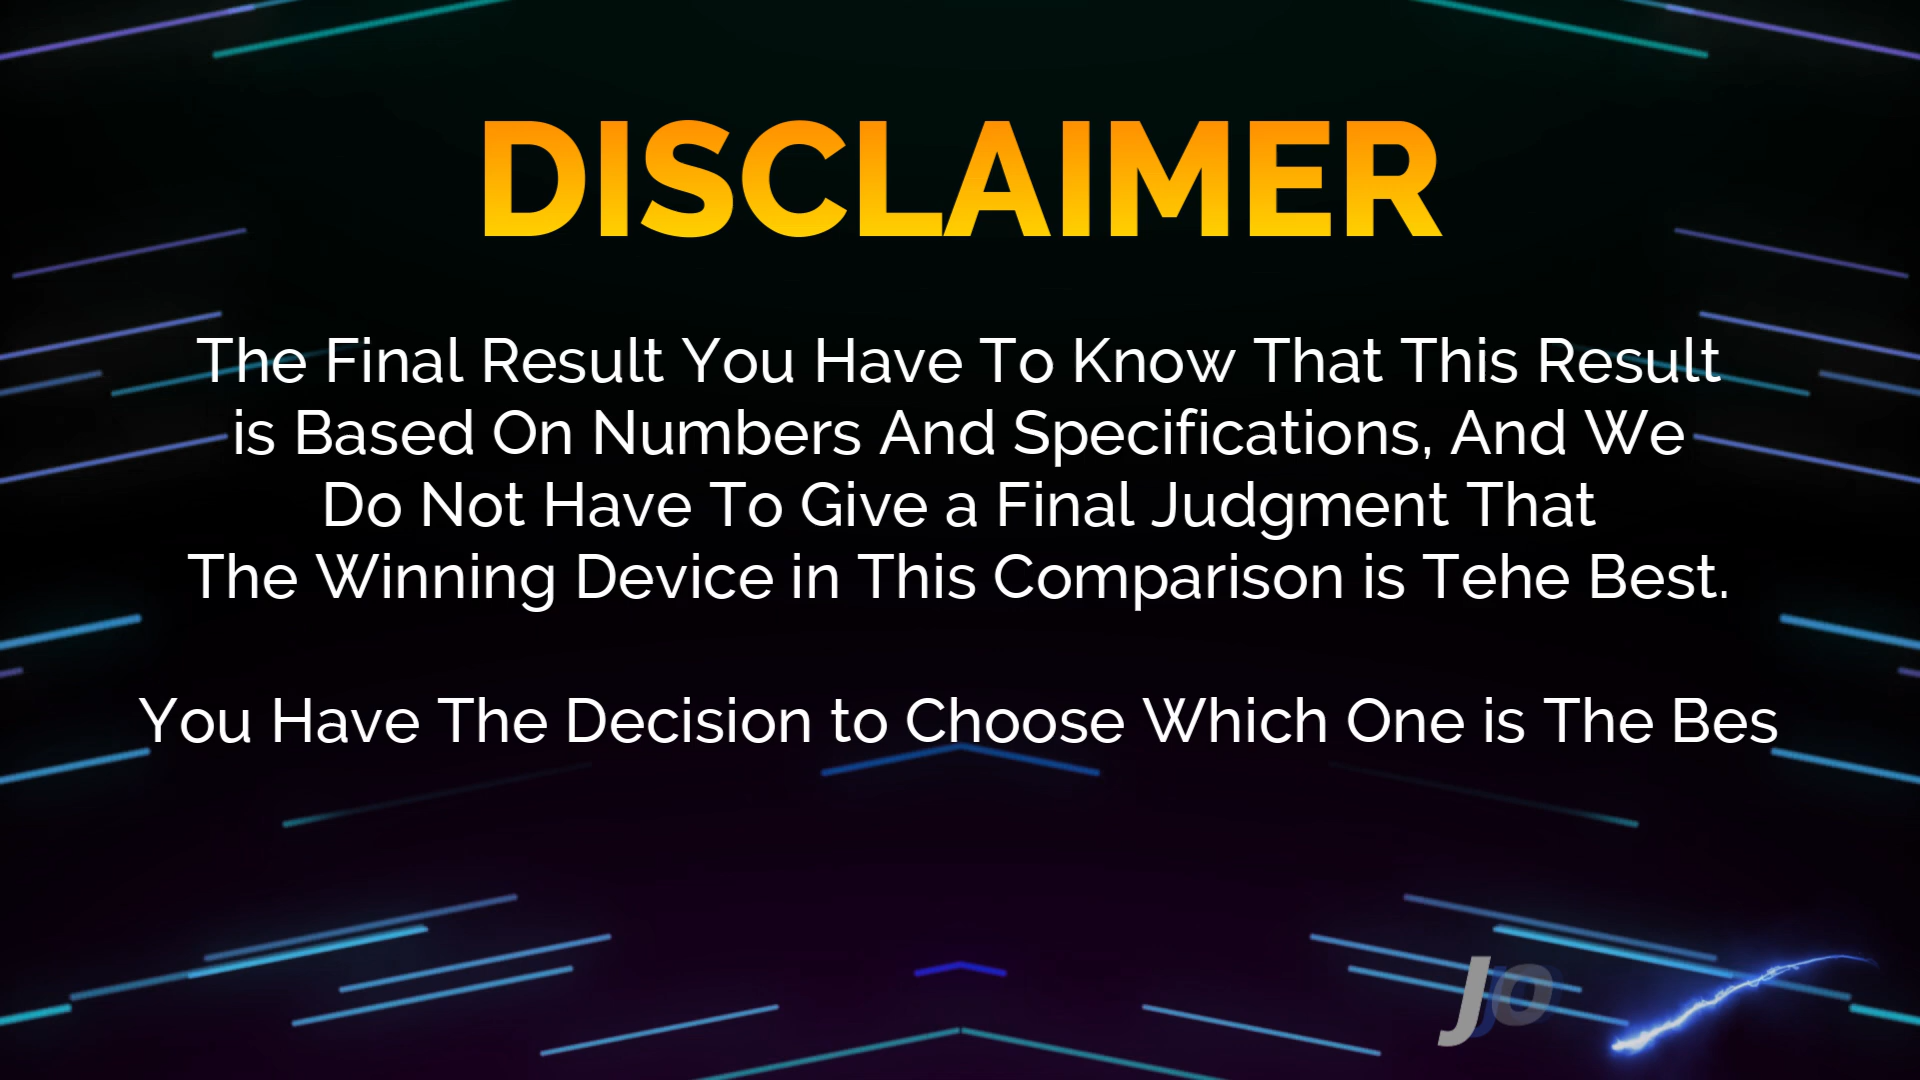 DISCLAIMER
The Final Result You Have To Know That This Result
is Based On Numbers And Specifications, And We
Do Not Have To Give a Final Judgment That
The Winning Device in This Comparison is Tehe Best.
You Have The Decision to Choose Which One is The Bes
JO